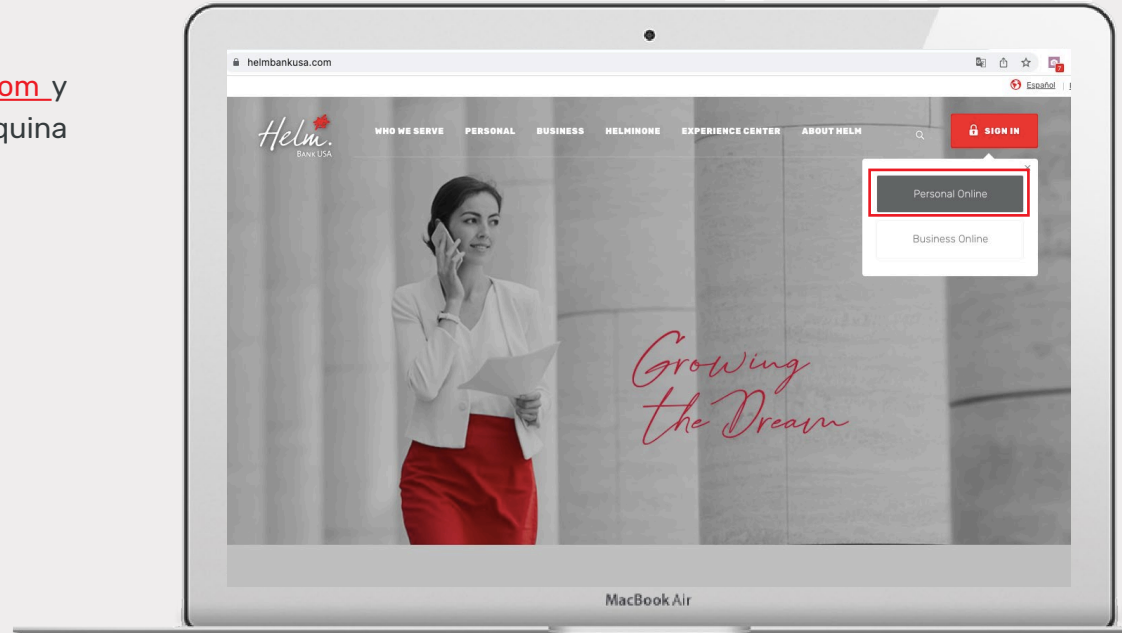 om y
quina
helmbankusa.com
7
Español
Helm.
BANK USA
WHO WE SERVE PERSONAL BUSINESS HELMINONE EXPERIENCE CENTER ABOUT HELM
SIGN IN
×
Personal Online
Business Online
Growing
the Dream
MacBook Air